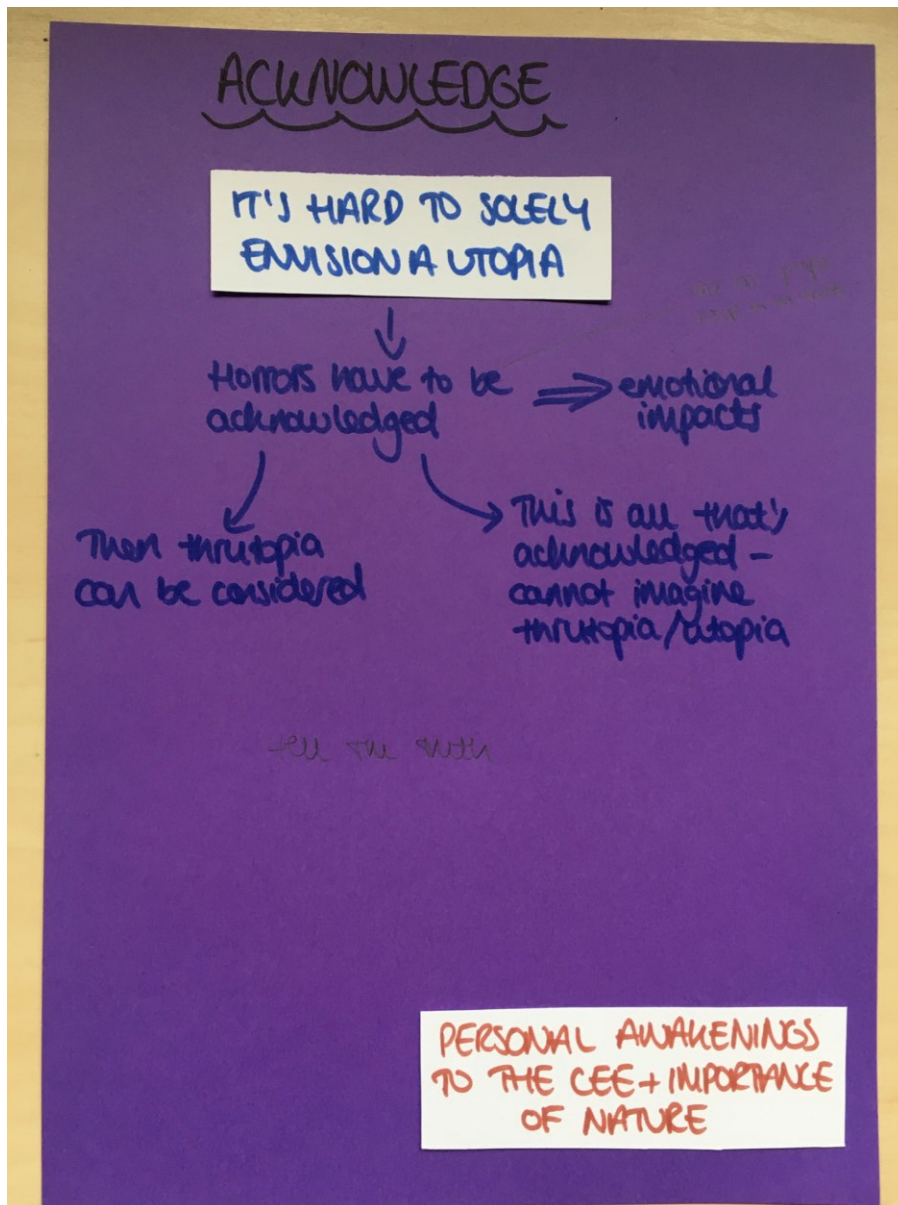 ACKNOWLEDGE
IT'S HARD TO SOLELY
ENVISION A UTOPIA
Horrors have to be
acknowledged
emotional
impacts
Then thrutopia
can be considered
This is all that's
acknowledged -
cannot imagine
thrutopia/utopia
tell the truth
PERSONAL AWAKENINGS
TO THE CEE + IMPORTANCE
OF NATURE